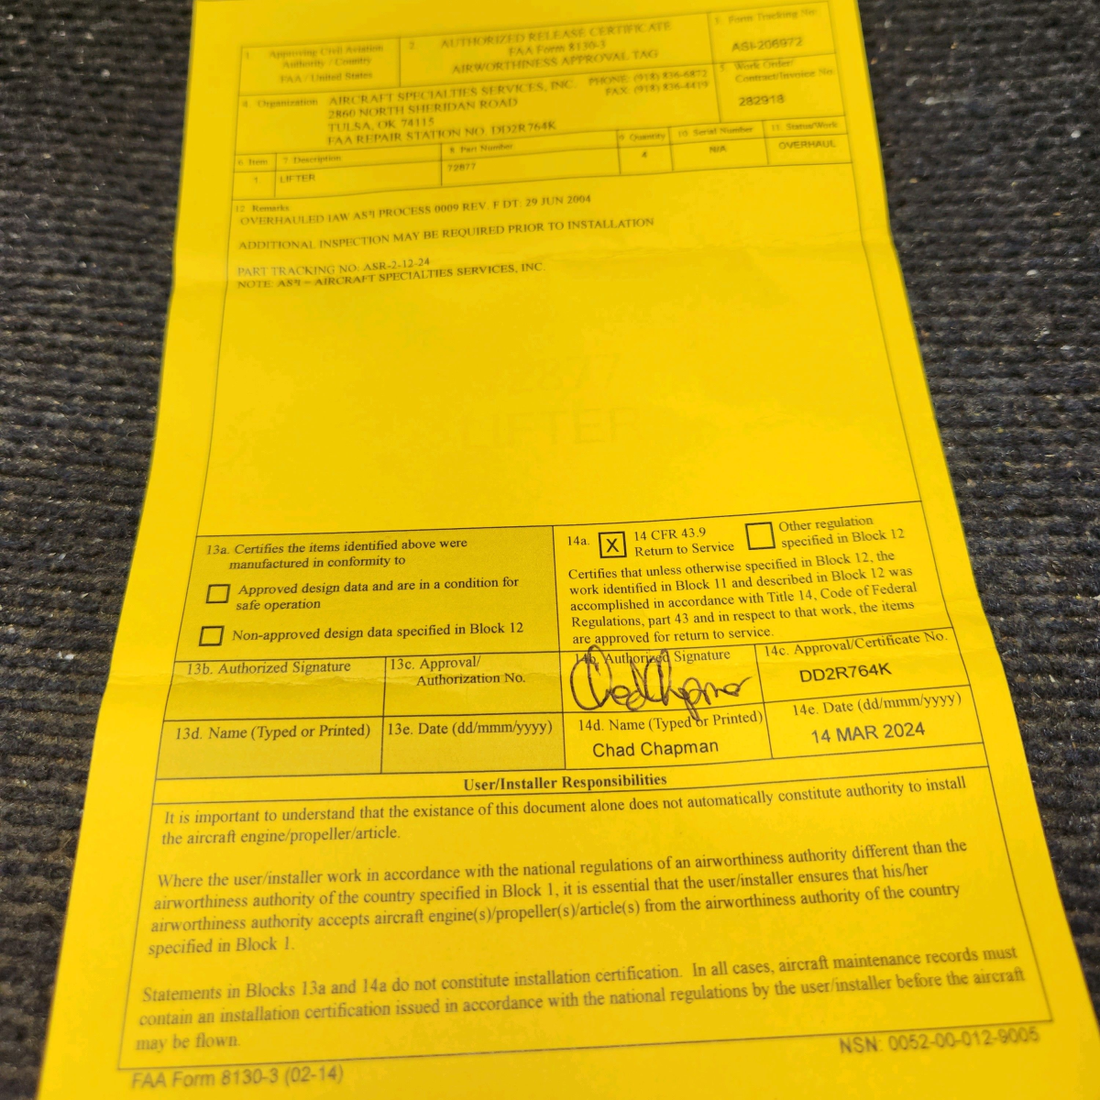 1. Approving Civil Aviation
Authority / Country
FAA / United States
2.
AUTHORIZED RELEASE CERTIFICATE
FAA Form 8130-3
AIRWORTHINESS APPROVAL TAG
3. Form Tracking No.
ASI-206972
4. Organization
AIRCRAFT SPECIALTIES SERVICES, INC.
PHONE: (918) 836-6872
2860 NORTH SHERIDAN ROAD
FAX: (918) 836-4419
TULSA, OK 74115
FAA REPAIR STATION NO. DD2R764K
5. Work Order/
Contract/Invoice No.
282918
6. Item
7. Description
8. Part Number
9. Quantity
10. Serial Number
11. Status/Work
1
LIFTER
72877
N/A
OVERHAUL
12. Remarks
OVERHAULED IAW AS²I PROCESS 0009 REV. F DT: 29 JUN 2004
ADDITIONAL INSPECTION MAY BE REQUIRED PRIOR TO INSTALLATION
PART TRACKING NO: ASR-2-12-24
NOTE: AS²I = AIRCRAFT SPECIALTIES SERVICES, INC.
72877
LIFTER
13a. Certifies the items identified above were
manufactured in conformity to
Approved design data and are in a condition for
safe operation
Non-approved design data specified in Block 12
14a.
X
14 CFR 43.9
Return to Service
Other regulation
specified in Block 12
Certifies that unless otherwise specified in Block 12, the
work identified in Block 11 and described in Block 12 was
accomplished in accordance with Title 14, Code of Federal
Regulations, part 43 and in respect to that work, the items
are approved for return to service.
13b. Authorized Signature
13c. Approval/
Authorization No.
14b. Authorized Signature
Chad Chapman
14c. Approval/Certificate No.
DD2R764K
13d. Name (Typed or Printed)
13e. Date (dd/mmm/yyyy)
14d. Name (Typed or Printed)
Chad Chapman
14e. Date (dd/mmm/yyyy)
14 MAR 2024
User/Installer Responsibilities
It is important to understand that the existance of this document alone does not automatically constitute authority to install
the aircraft engine/propeller/article.
Where the user/installer work in accordance with the national regulations of an airworthiness authority different than the
airworthiness authority of the country specified in Block 1, it is essential that the user/installer ensures that his/her
airworthiness authority accepts aircraft engine(s)/propeller(s)/article(s) from the airworthiness authority of the country
specified in Block 1.
Statements in Blocks 13a and 14a do not constitute installation certification. In all cases, aircraft maintenance records must
contain an installation certification issued in accordance with the national regulations by the user/installer before the aircraft
may be flown.
FAA Form 8130-3 (02-14)
NSN: 0052-00-012-9005